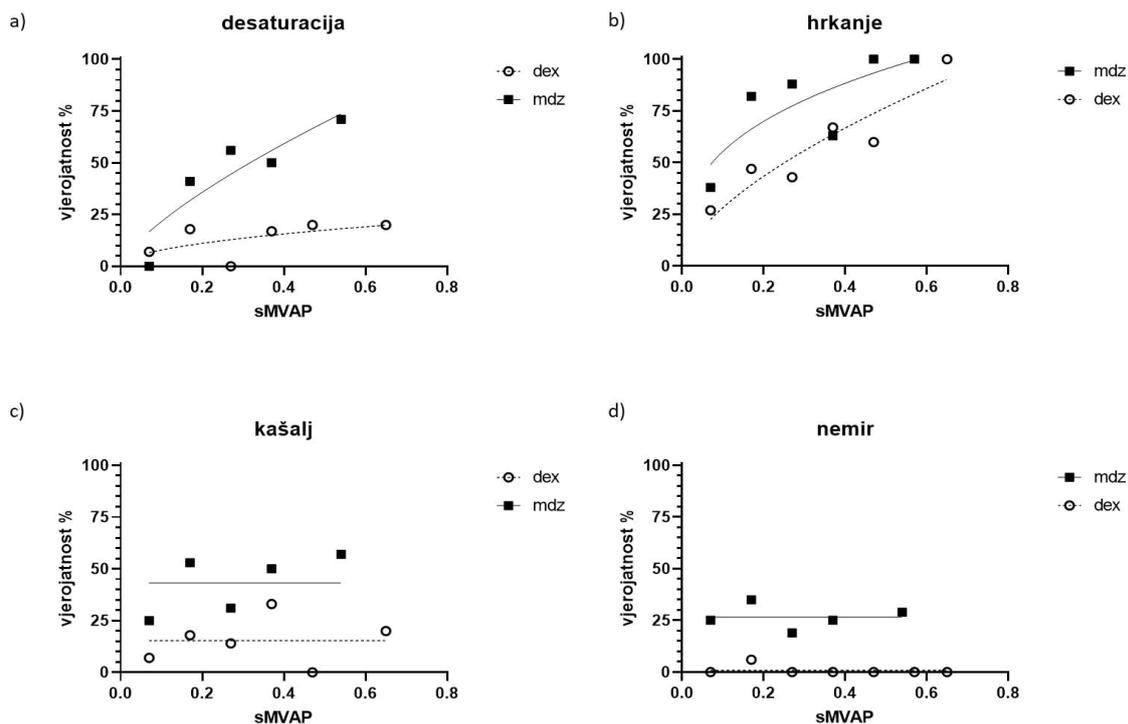 a)
desaturacija
100
75
50
25
0
vjerojatnost %
0.0 0.2 0.4 0.6 0.8
sMVAP
dex
mdz
b)
hrkanje
100
75
50
25
0
vjerojatnost %
0.0 0.2 0.4 0.6 0.8
sMVAP
mdz
dex
c)
kašalj
100
75
50
25
0
vjerojatnost %
0.0 0.2 0.4 0.6 0.8
sMVAP
dex
mdz
d)
nemir
100
75
50
25
0
vjerojatnost %
0.0 0.2 0.4 0.6 0.8
sMVAP
mdz
dex